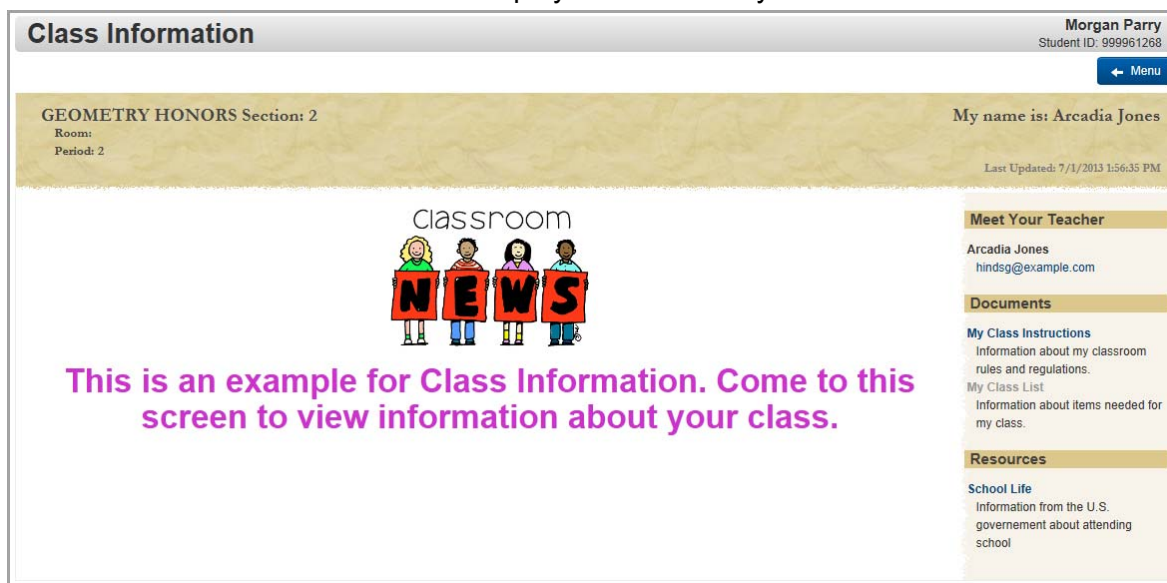 Class Information
Morgan Parry
Student ID: 999961268
Menu
GEOMETRY HONORS Section: 2
Room:
Period: 2
My name is: Arcadia Jones
Last Updated: 7/1/2013 1:56:35 PM
Classroom
NEWS
This is an example for Class Information. Come to this
screen to view information about your class.
Meet Your Teacher
Arcadia Jones
hindsg@example.com
Documents
My Class Instructions
Information about my classroom
rules and regulations.
My Class List
Information about items needed for
my class.
Resources
School Life
Information from the U.S.
governement about attending
school